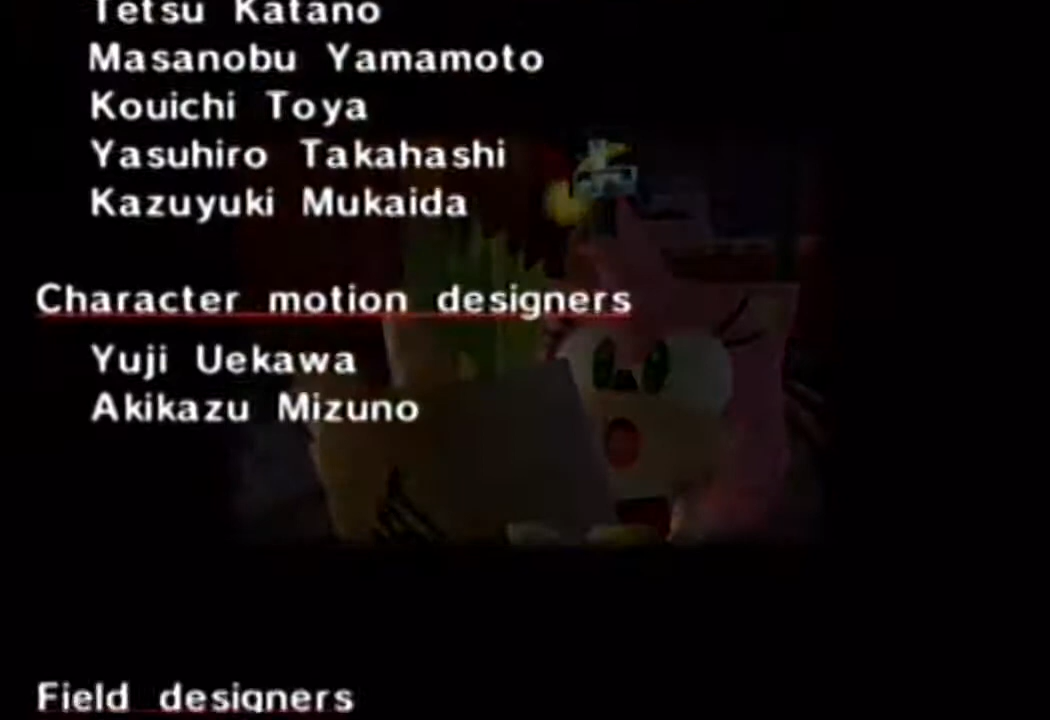 Tetsu Katano
Masanobu Yamamoto
Kouichi Toya
Yasuhiro Takahashi
Kazuyuki Mukaida
Character motion designers
Yuji Uekawa
Akikazu Mizuno
Field designers